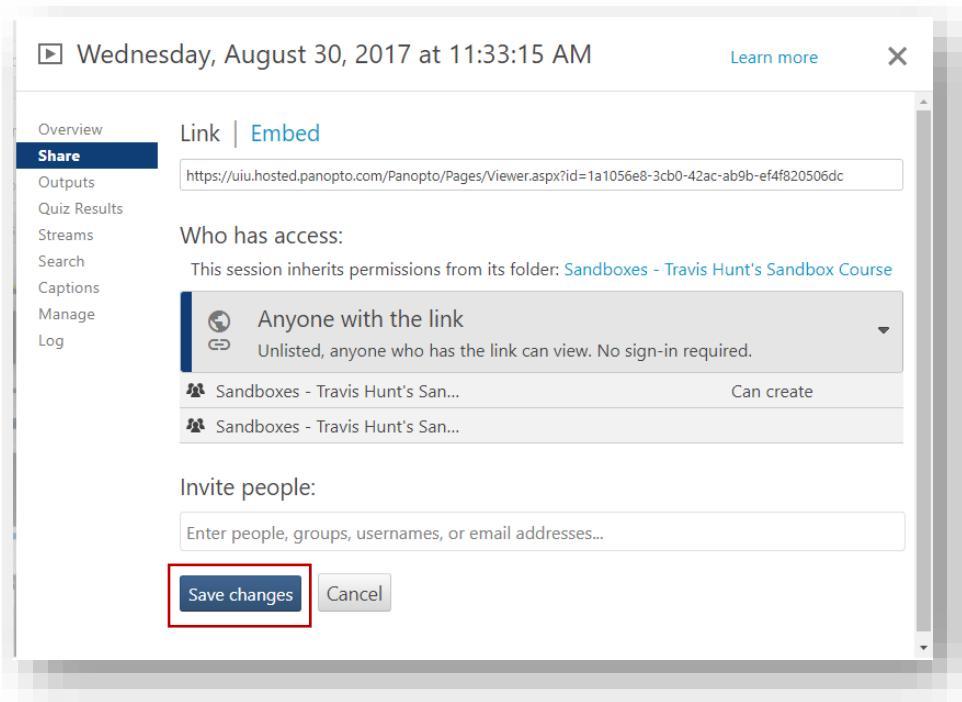 Wednesday, August 30, 2017 at 11:33:15 AM
Learn more
Overview
Share
Outputs
Quiz Results
Streams
Search
Captions
Manage
Log
Link | Embed
https://uiu.hosted.panopto.com/Panopto/Pages/Viewer.aspx?id=1a1056e8-3cb0-42ac-ab9b-ef4f820506dc
Who has access:
This session inherits permissions from its folder: Sandboxes - Travis Hunt's Sandbox Course
Anyone with the link
Unlisted, anyone who has the link can view. No sign-in required.
Sandboxes - Travis Hunt's San... Can create
Sandboxes - Travis Hunt's San...
Invite people:
Enter people, groups, usernames, or email addresses...
Save changes Cancel